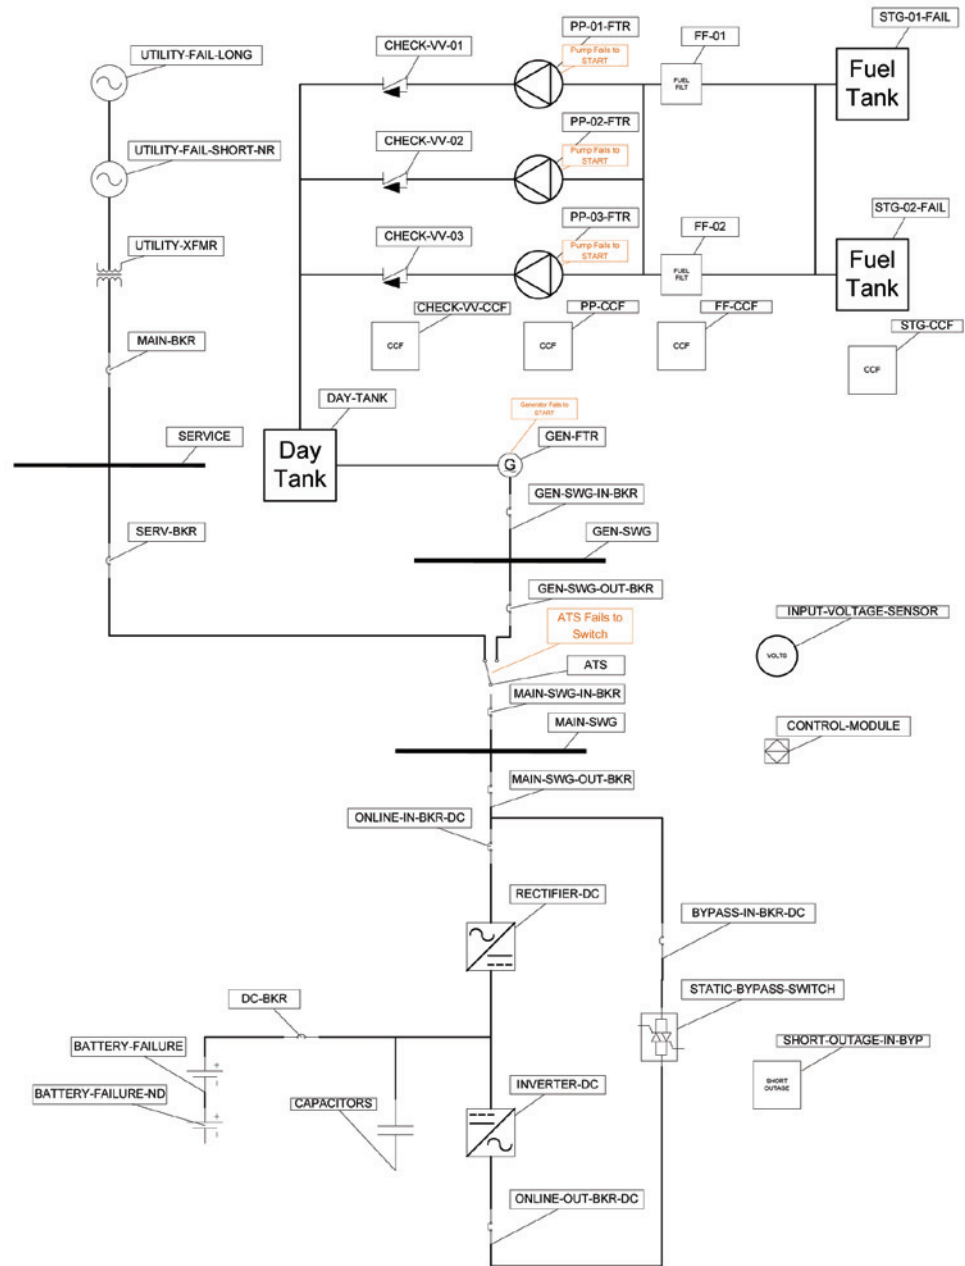 STG-01-FAIL
PP-01-FTR
FF-01
CHECK-VV-01
UTILITY-FAIL-LONG
Pump Fails to
START
FUEL
FILT
Fuel
Tank
PP-02-FTR
CHECK-VV-02
UTILITY-FAIL-SHORT-NR
Pump Fails to
START
STG-02-FAIL
PP-03-FTR
FF-02
CHECK-VV-03
UTILITY-XFMR
Pump Fails to
START
FUEL
FILT
Fuel
Tank
CHECK-VV-CCF
PP-CCF
FF-CCF
STG-CCF
CCF
CCF
CCF
CCF
MAIN-BKR
DAY-TANK
Generator Fails to
START
SERVICE
GEN-FTR
Day
Tank
G
GEN-SWG-IN-BKR
SERV-BKR
GEN-SWG
GEN-SWG-OUT-BKR
INPUT-VOLTAGE-SENSOR
ATS Fails to
Switch
VOLTS
ATS
MAIN-SWG-IN-BKR
MAIN-SWG
CONTROL-MODULE
MAIN-SWG-OUT-BKR
ONLINE-IN-BKR-DC
RECTIFIER-DC
BYPASS-IN-BKR-DC
STATIC-BYPASS-SWITCH
DC-BKR
BATTERY-FAILURE
SHORT-OUTAGE-IN-BYP
BATTERY-FAILURE-ND
INVERTER-DC
CAPACITORS
SHORT
OUTAGE
ONLINE-OUT-BKR-DC